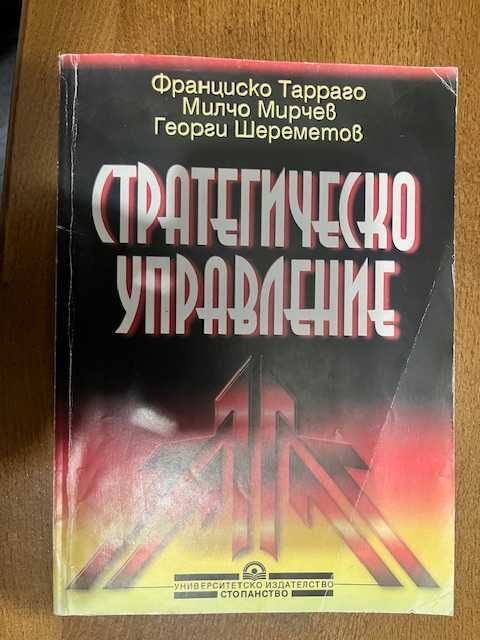 Франциско Тарраго
Милчо Мирчев
Георги Шереметов
СТРАТЕГИЧЕСКО
УПРАВЛЕНИЕ
УНИВЕРСИТЕТСКО ИЗДАТЕЛСТВО
СТОПАНСТВО